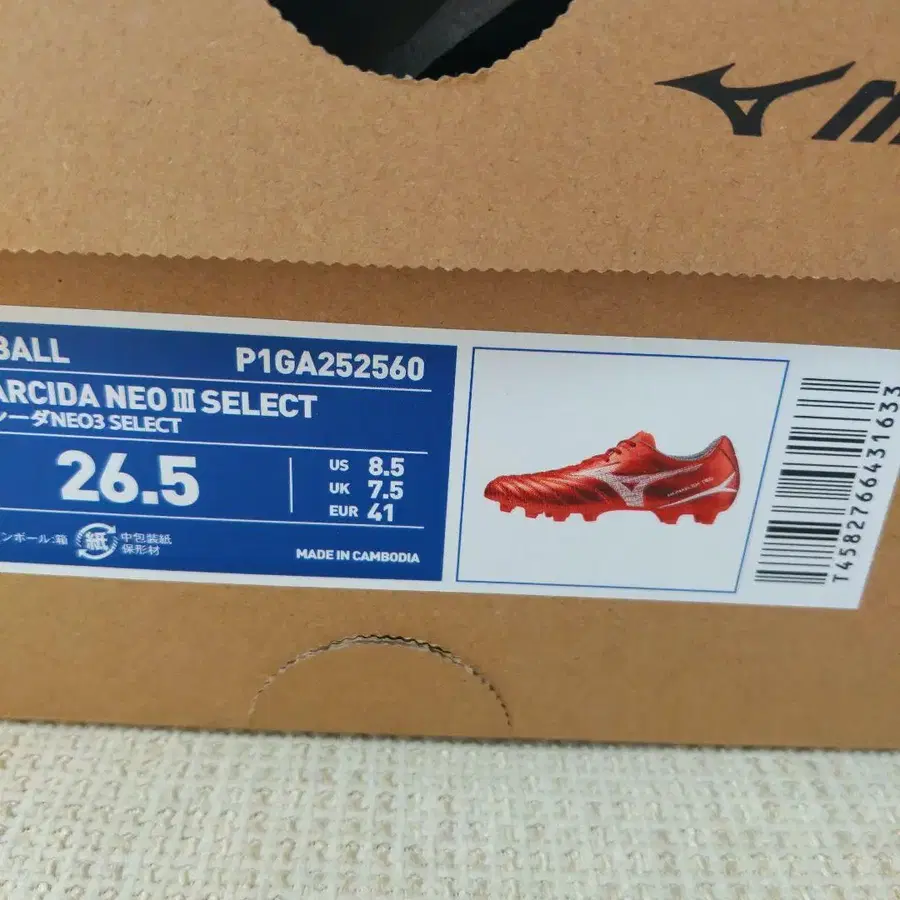 BALL
P1GA252560
ARCIDA NEO III SELECT
ーダNEO3 SELECT
26.5
US 8.5
UK 7.5
EUR 41
ンボール:箱
紙
中包装紙
保形材
MADE IN CAMBODIA
T4582766431633